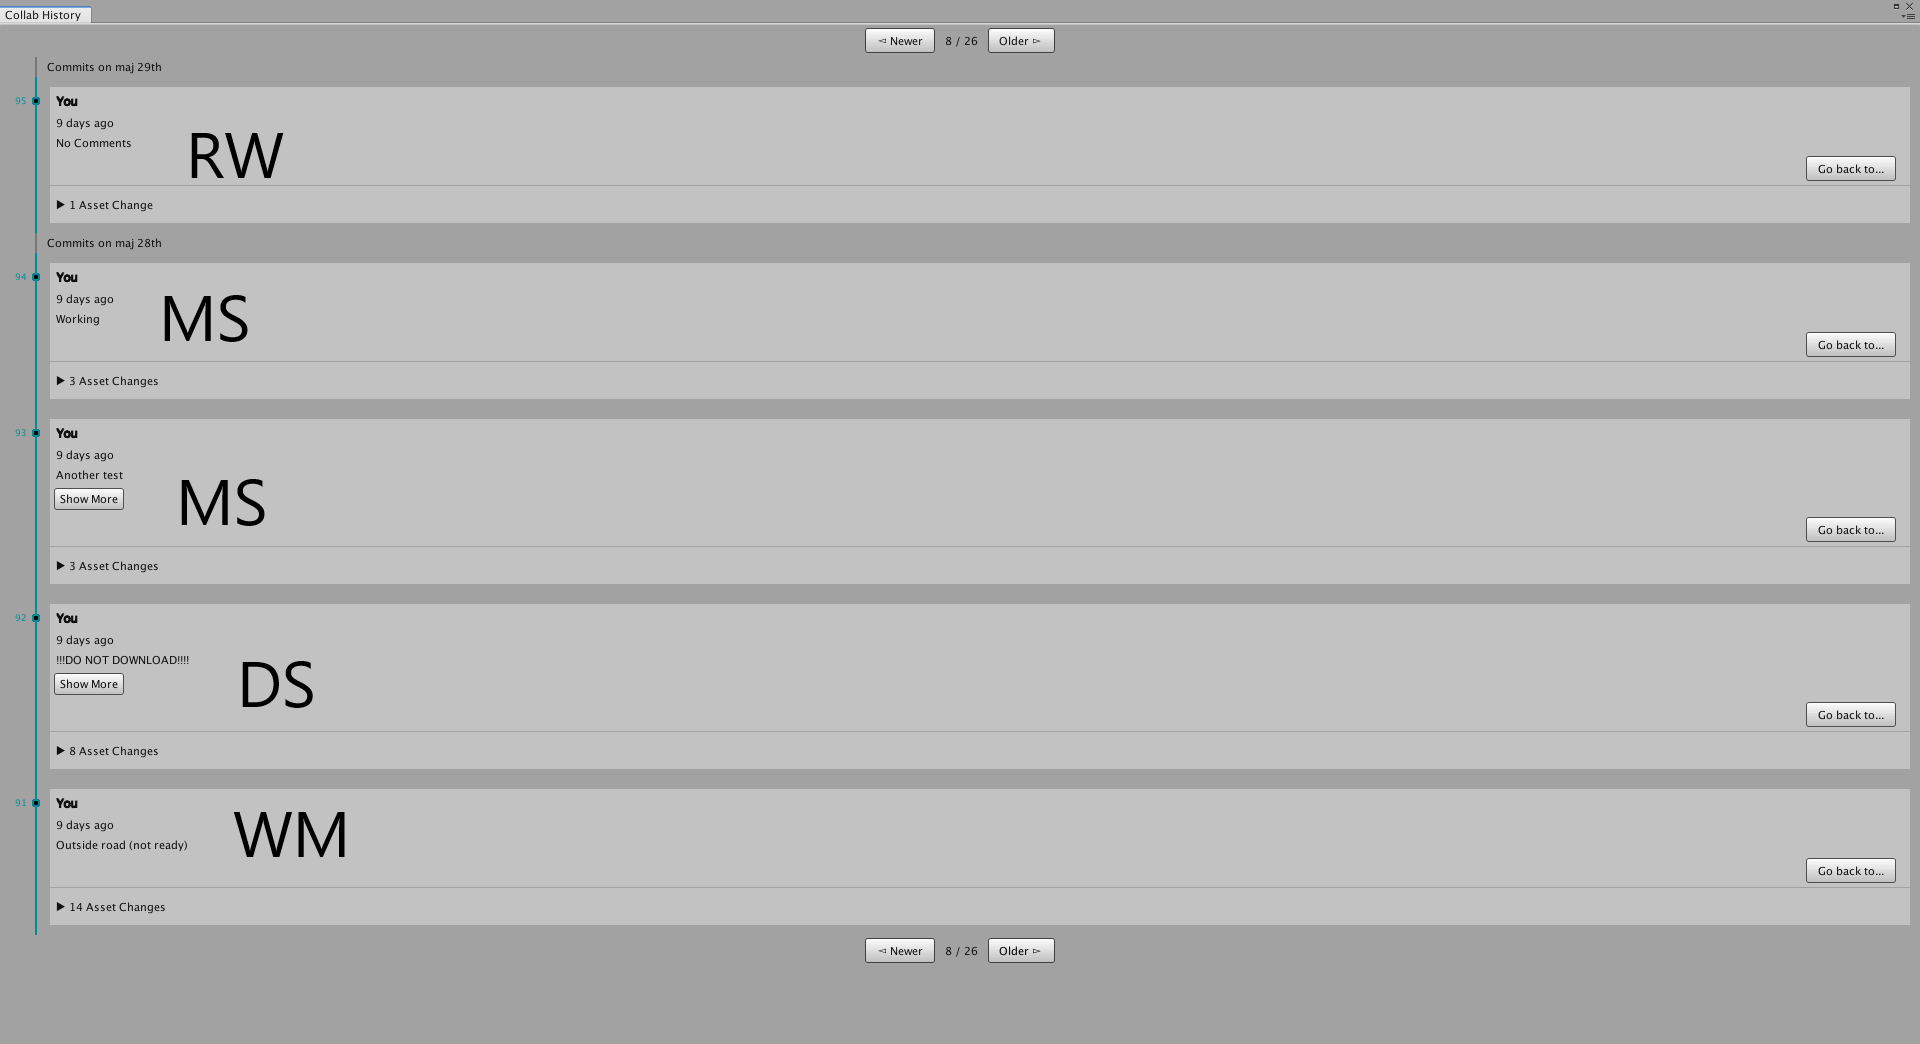 Collab History
◅ Newer 8 / 26 Older ▻
Commits on maj 29th
95 You
9 days ago
No Comments
RW
Go back to...
▶ 1 Asset Change
Commits on maj 28th
94 You
9 days ago
Working
MS
Go back to...
▶ 3 Asset Changes
93 You
9 days ago
Another test
Show More
MS
Go back to...
▶ 3 Asset Changes
92 You
9 days ago
!!!DO NOT DOWNLOAD!!!!
Show More
DS
Go back to...
▶ 8 Asset Changes
91 You
9 days ago
Outside road (not ready)
WM
Go back to...
▶ 14 Asset Changes
◅ Newer 8 / 26 Older ▻